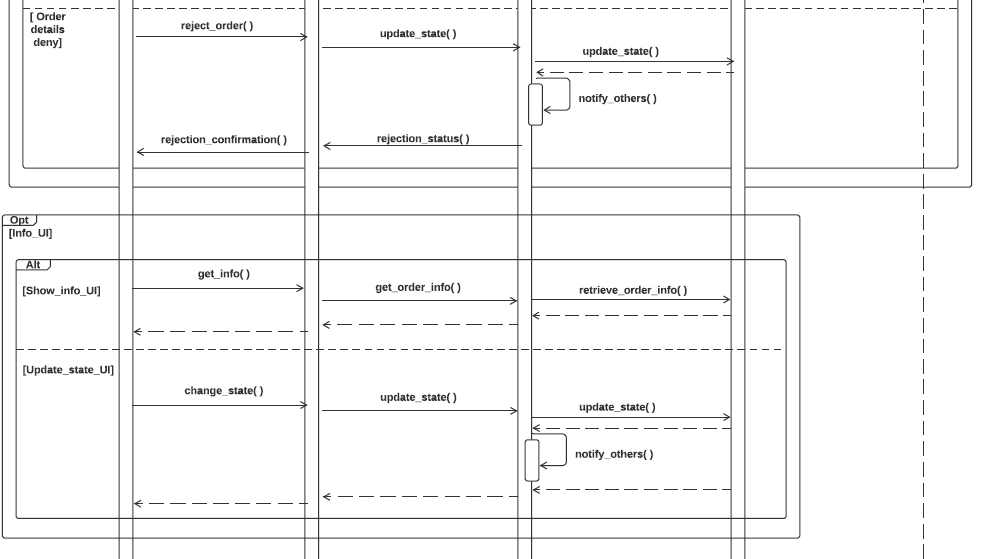 [ Order
details
deny]
reject_order( )
update_state( )
update_state( )
notify_others( )
rejection_confirmation( )
rejection_status( )
Opt
[Info_UI]
Alt
[Show_info_UI]
get_info( )
get_order_info( )
retrieve_order_info( )
[Update_state_UI]
change_state( )
update_state( )
update_state( )
notify_others( )